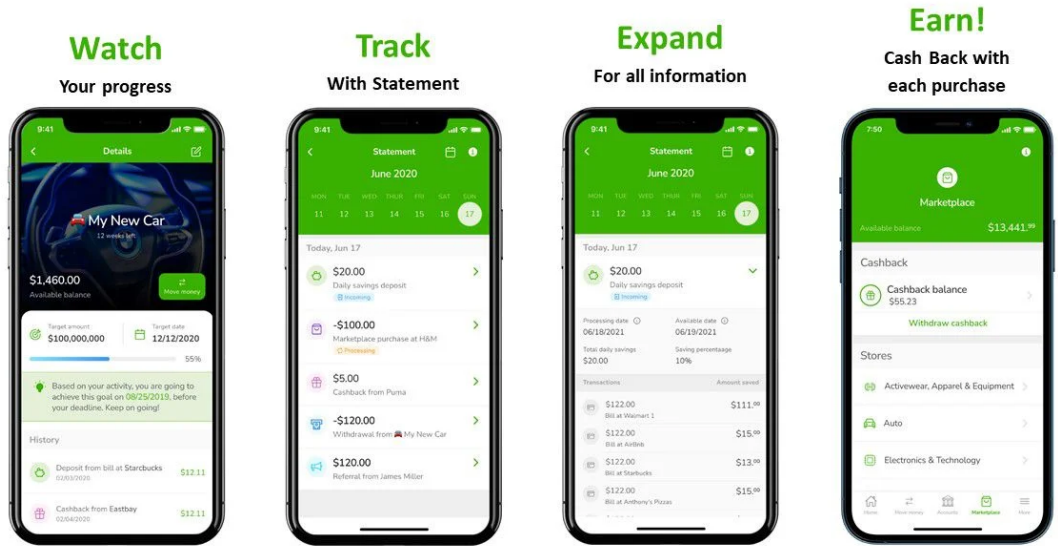 Watch
Your progress
9:41
Details
🚘 My New Car
12 weeks left
$1,460.00
Available balance
Move money
Target amount
$100,000,000
Target date
12/12/2020
55%
Based on your activity, you are going to
achieve this goal on 08/25/2019, before
your deadline. Keep on going!
History
Deposit from bill at Starcbucks
02/03/2020
$12.11
Cashback from Eastbay
02/04/2020
$12.11
Track
With Statement
9:41
Statement
June 2020
MON TUE WED THUR FRI SAT SUN
11 12 13 14 15 16 17
Today, Jun 17
$20.00
Daily savings deposit
Incoming
-$100.00
Marketplace purchase at H&M
Processing
$5.00
Cashback from Puma
-$120.00
Withdrawal from 🚘 My New Car
$120.00
Referral from James Miller
Expand
For all information
9:41
Statement
June 2020
MON TUE WED THUR FRI SAT SUN
11 12 13 14 15 16 17
Today, Jun 17
$20.00
Daily savings deposit
Incoming
Processing date
06/18/2021
Available date
06/19/2021
Total daily savings
$20.00
Saving percentaage
10%
Transactions Amount saved
$122.00
Bill at Walmart 1
$111.00
$122.00
Bill at AirBnb
$15.00
$122.00
Bill at Starbucks
$13.00
$122.00
Bill at Anthony's Pizzas
$15.00
Earn!
Cash Back with
each purchase
7:50
Marketplace
Available balance $13,441.99
Cashback
Cashback balance
$55.23
Withdraw cashback
Stores
Activewear, Apparel & Equipment
Auto
Electronics & Technology
Home Move money Accounts Marketplace More